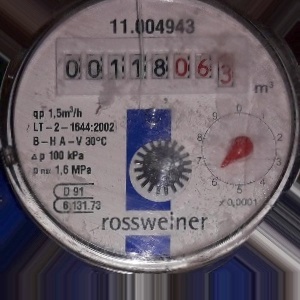 11.004943
00118063
m³
qp 1,5m³/h
LT-2-1644:2002
B-H A-V 30°C
Δp 100 kPa
p max 1,6 MPa
D 91
6.131.73
rossweiner
x0,0001